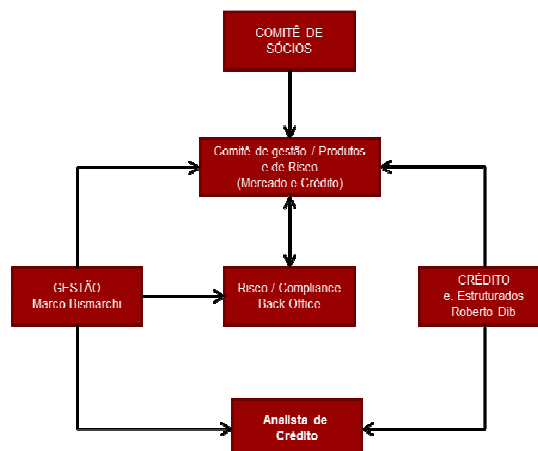 COMITÊ DE
SÓCIOS
Comitê de gestão / Produtos
e de Risco
(Mercado e Crédito)
GESTÃO
Marco Bismarchi
Risco / Compliance
Back Office
CRÉDITO
e. Estruturados
Roberto Dib
Analista de
Crédito